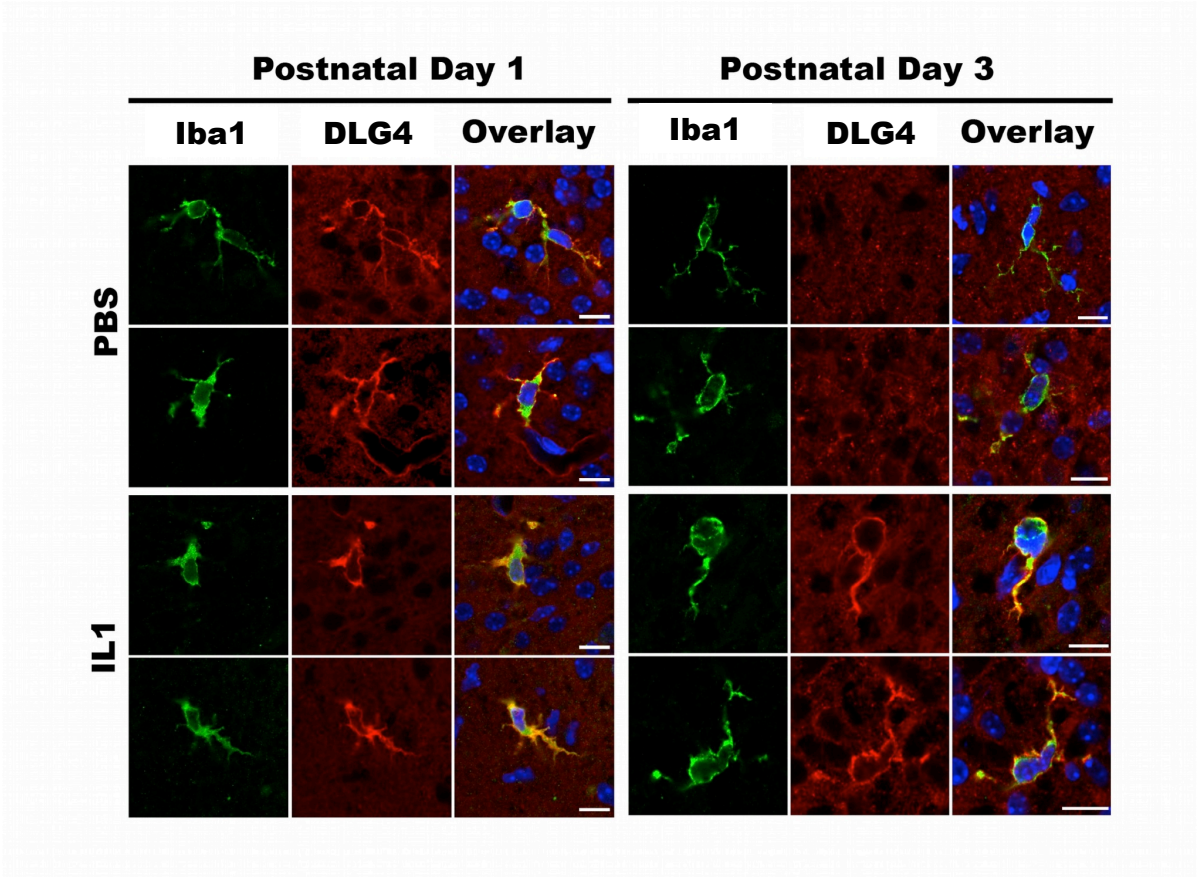 Postnatal Day 1
Postnatal Day 3
Iba1
DLG4
Overlay
Iba1
DLG4
Overlay
PBS
IL1